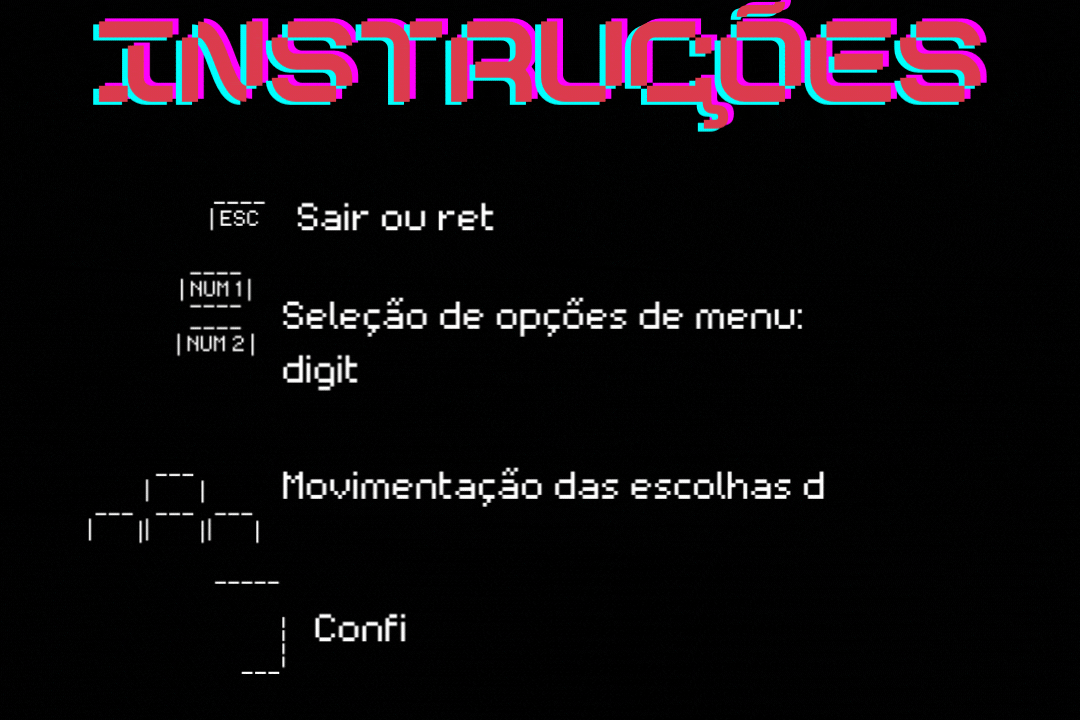 INSTRUÇÕES
ESC Sair ou ret
NUM 1
Seleção de opções de menu:
NUM 2
digit
Movimentação das escolhas d
Confi